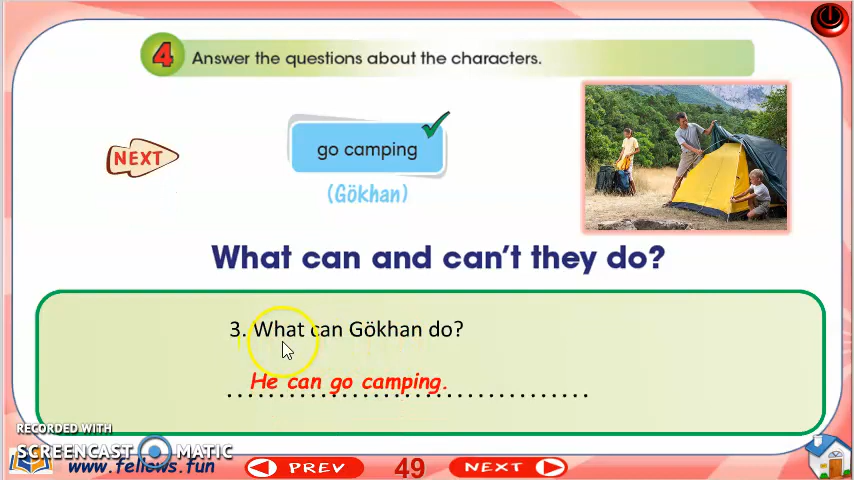 4 Answer the questions about the characters.
NEXT
go camping
(Gökhan)
What can and can't they do?
3. What can Gökhan do?
He can go camping.
RECORDED WITH
SCREENCAST MATIC
www.fellows.fun
PREV 49 NEXT